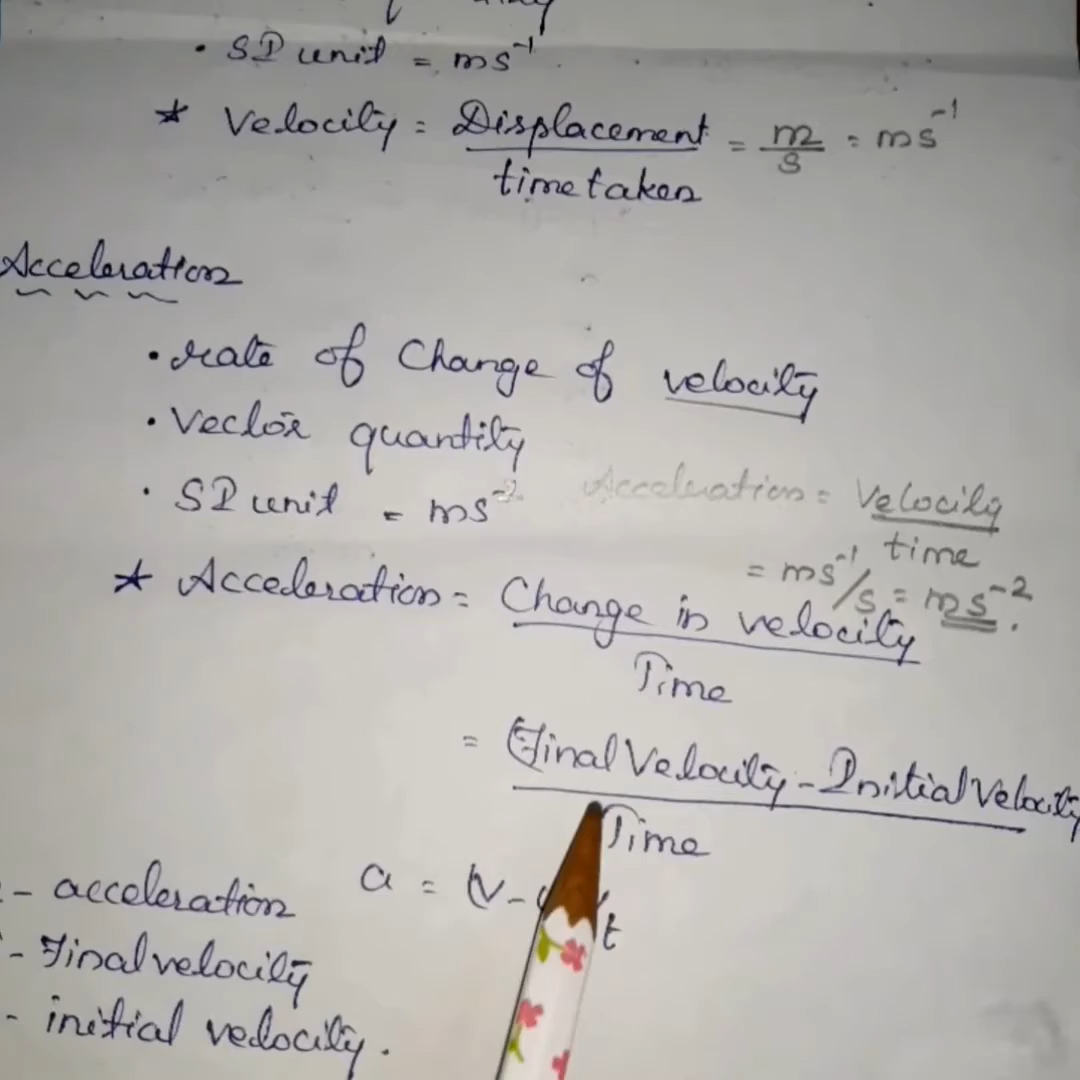 • SI unit = ms⁻¹.
* Velocity = Displacement / time taken = m/s = ms⁻¹
Acceleration
• rate of Change of velocity
• Vector quantity
• SI unit = ms⁻²
Acceleration = Velocity / time
= ms⁻¹/s = ms⁻².
* Acceleration = Change in velocity / Time
= Final Velocity - Initial Velocity / Time
a = (v - / t
- acceleration
- Final velocity
- initial velocity.